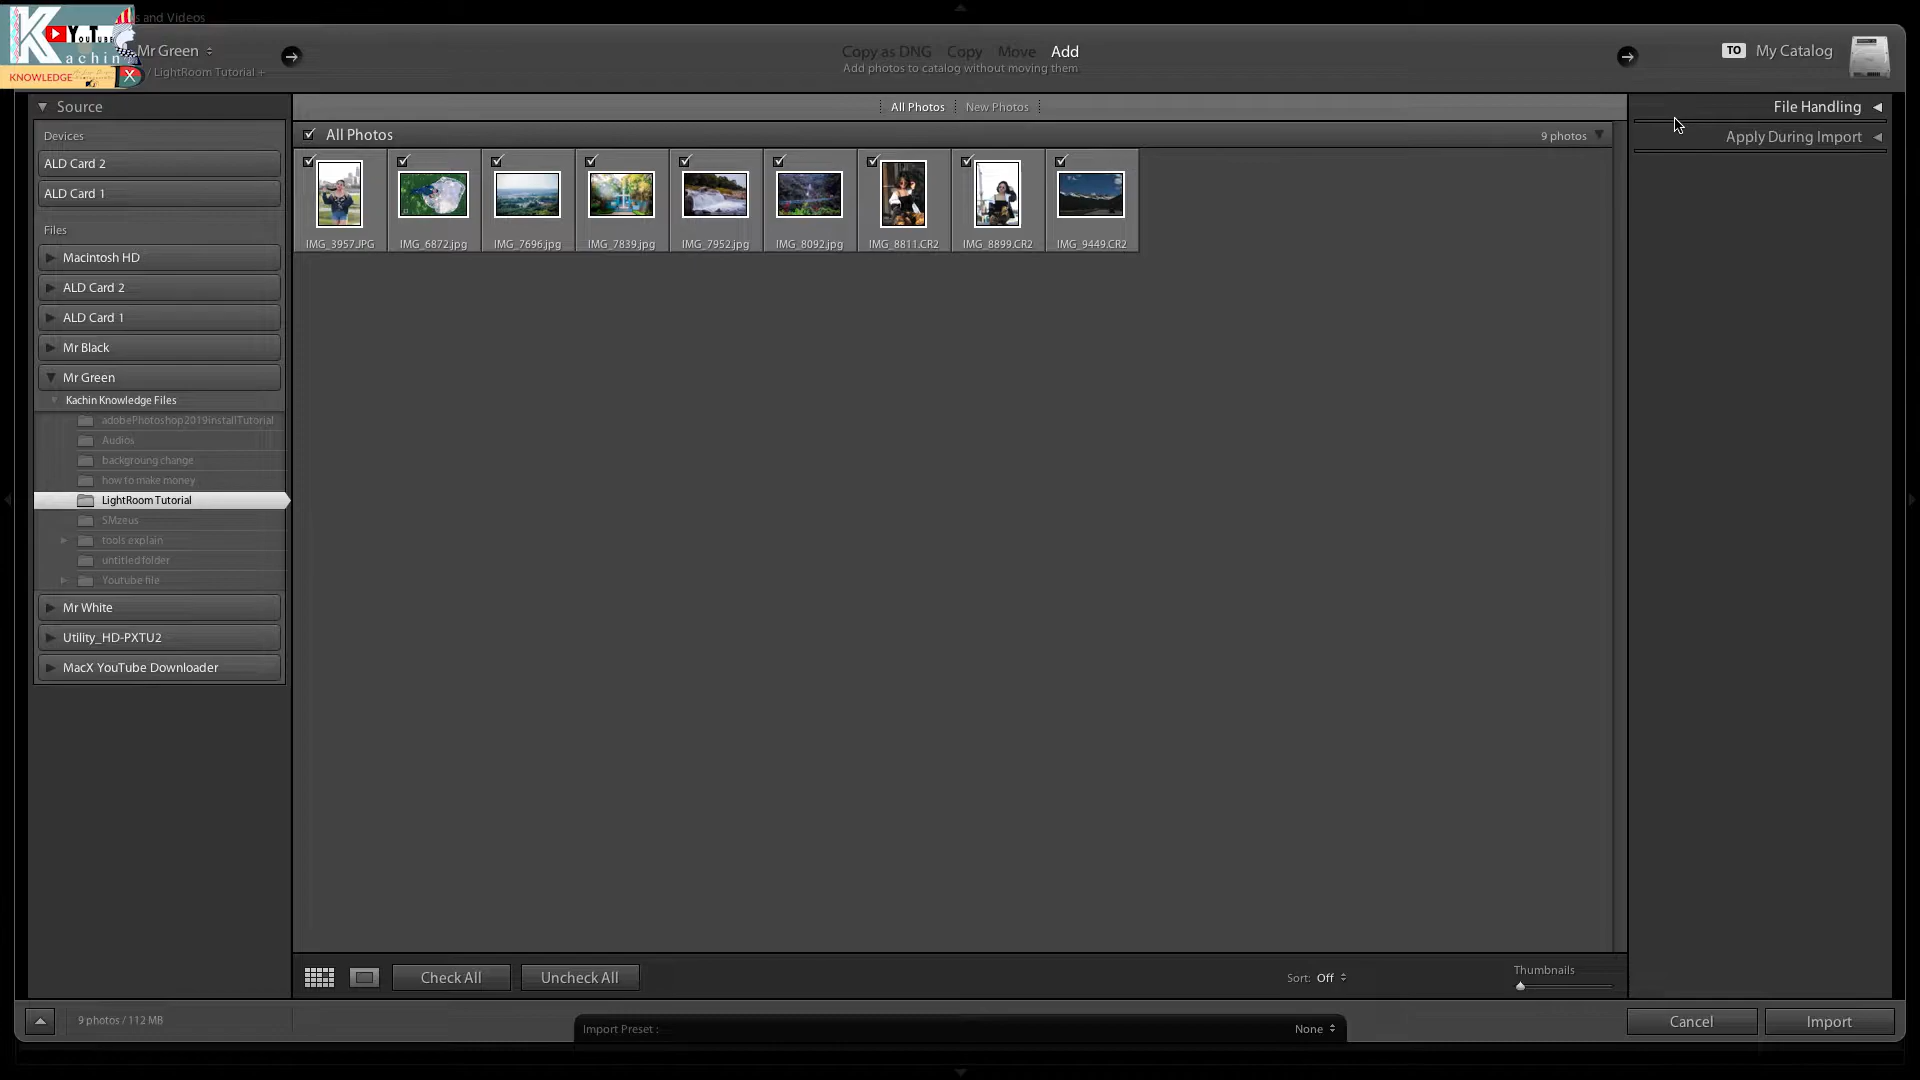 s and Videos
K YouTube
achin
KNOWLEDGE
X
Mr Green
/ LightRoom Tutorial +
Copy as DNG Copy Move Add
Add photos to catalog without moving them
TO My Catalog
Source
Devices
ALD Card 2
ALD Card 1
Files
Macintosh HD
ALD Card 2
ALD Card 1
Mr Black
Mr Green
Kachin Knowledge Files
adobePhotoshop2019installTutorial
Audios
backgroung change
how to make money
LightRoom Tutorial
SMzeus
tools explain
untitled folder
Youtube file
Mr White
Utility_HD-PXTU2
MacX YouTube Downloader
All Photos New Photos
All Photos 9 photos
IMG_3957.JPG IMG_6872.jpg IMG_7696.jpg IMG_7839.jpg IMG_7952.jpg IMG_8092.jpg IMG_8811.CR2 IMG_8899.CR2 IMG_9449.CR2
File Handling
Apply During Import
Check All Uncheck All Sort: Off Thumbnails
9 photos / 112 MB
Import Preset : None
Cancel Import